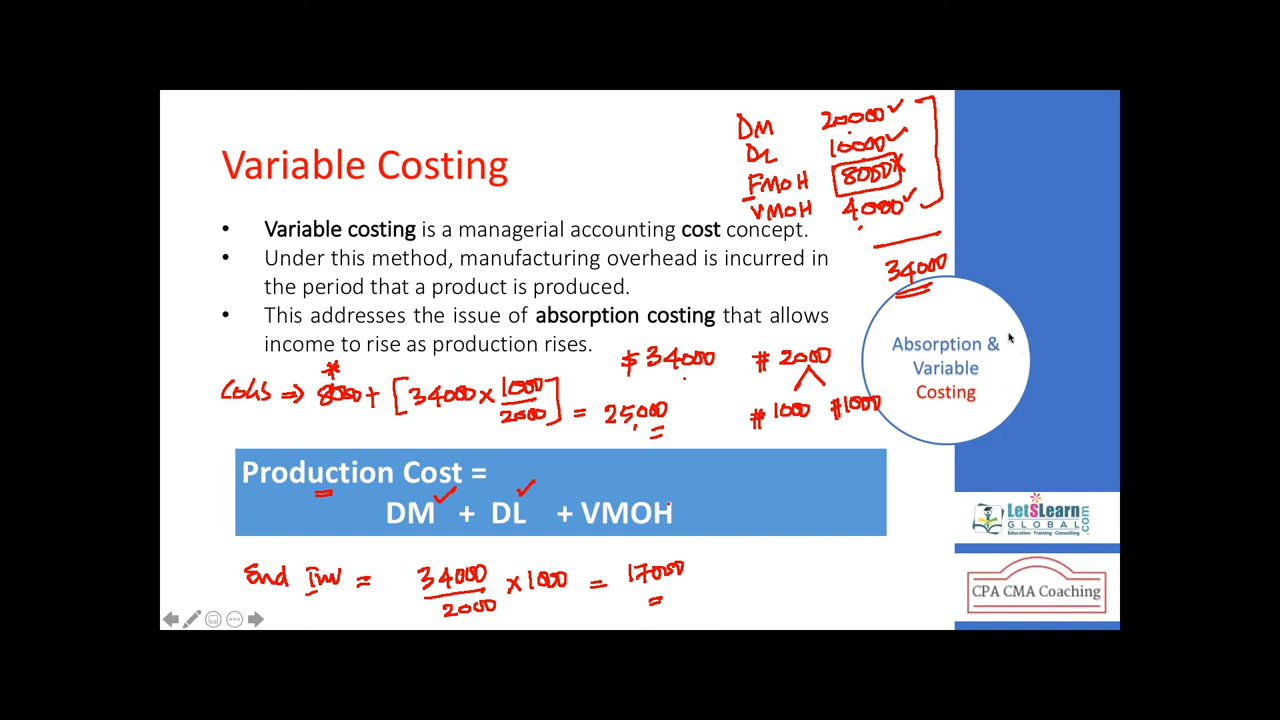 DM 20000
DL 10000
FMOH 8000
VMOH 4000
34000
Variable Costing
• Variable costing is a managerial accounting cost concept.
• Under this method, manufacturing overhead is incurred in
the period that a product is produced.
• This addresses the issue of absorption costing that allows
income to rise as production rises.
$34000 # 2000
# 1000 #1000
COGS ⇒ 8000 + [34000 × 1000/2000] = 25000
Absorption &
Variable
Costing
Production Cost =
DM + DL + VMOH
End Inv = 34000/2000 × 1000 = 17000
LetSLearn
GLOBAL.com
Education.Training.Consulting
CPA CMA Coaching